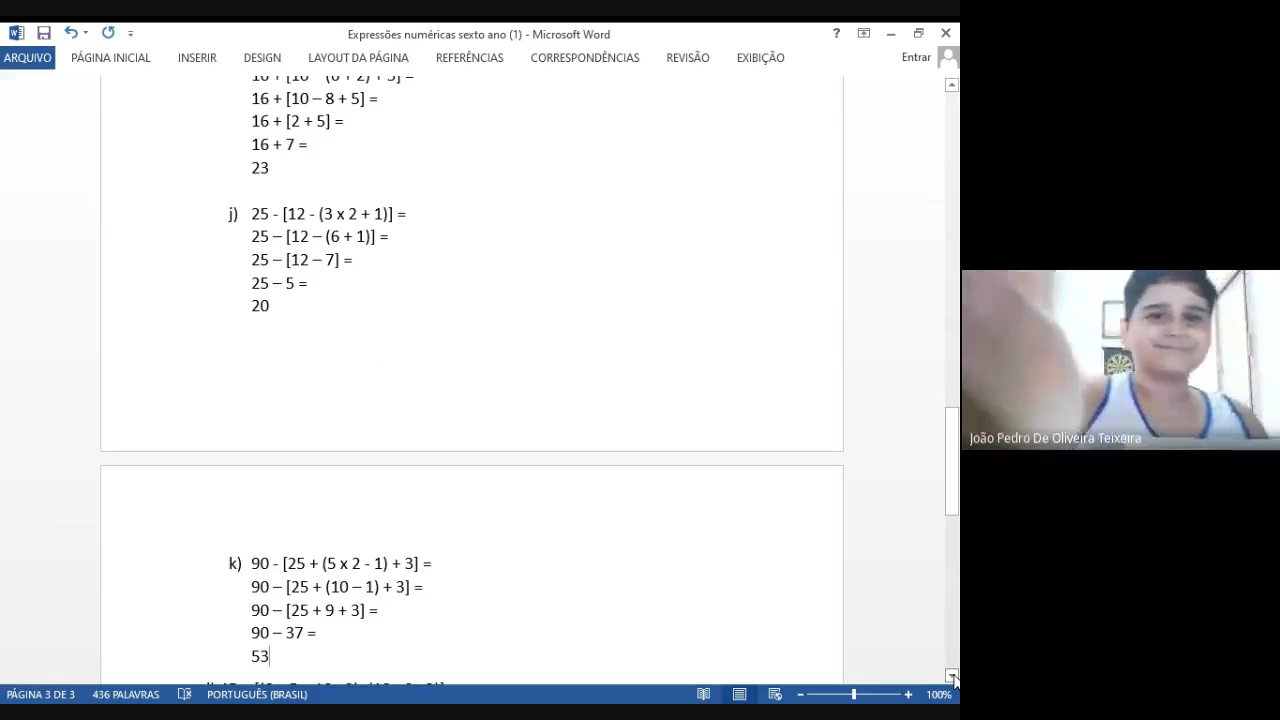 Expressões numéricas sexto ano (1) - Microsoft Word
?
ARQUIVO PÁGINA INICIAL INSERIR DESIGN LAYOUT DA PÁGINA REFERÊNCIAS CORRESPONDÊNCIAS REVISÃO EXIBIÇÃO Entrar
16 + [10 – 8 + 5] =
16 + [2 + 5] =
16 + 7 =
23
j) 25 - [12 - (3 x 2 + 1)] =
25 – [12 – (6 + 1)] =
25 – [12 – 7] =
25 – 5 =
20
João Pedro De Oliveira Teixeira
k) 90 - [25 + (5 x 2 - 1) + 3] =
90 – [25 + (10 – 1) + 3] =
90 – [25 + 9 + 3] =
90 – 37 =
53
PÁGINA 3 DE 3 436 PALAVRAS PORTUGUÊS (BRASIL) 100%